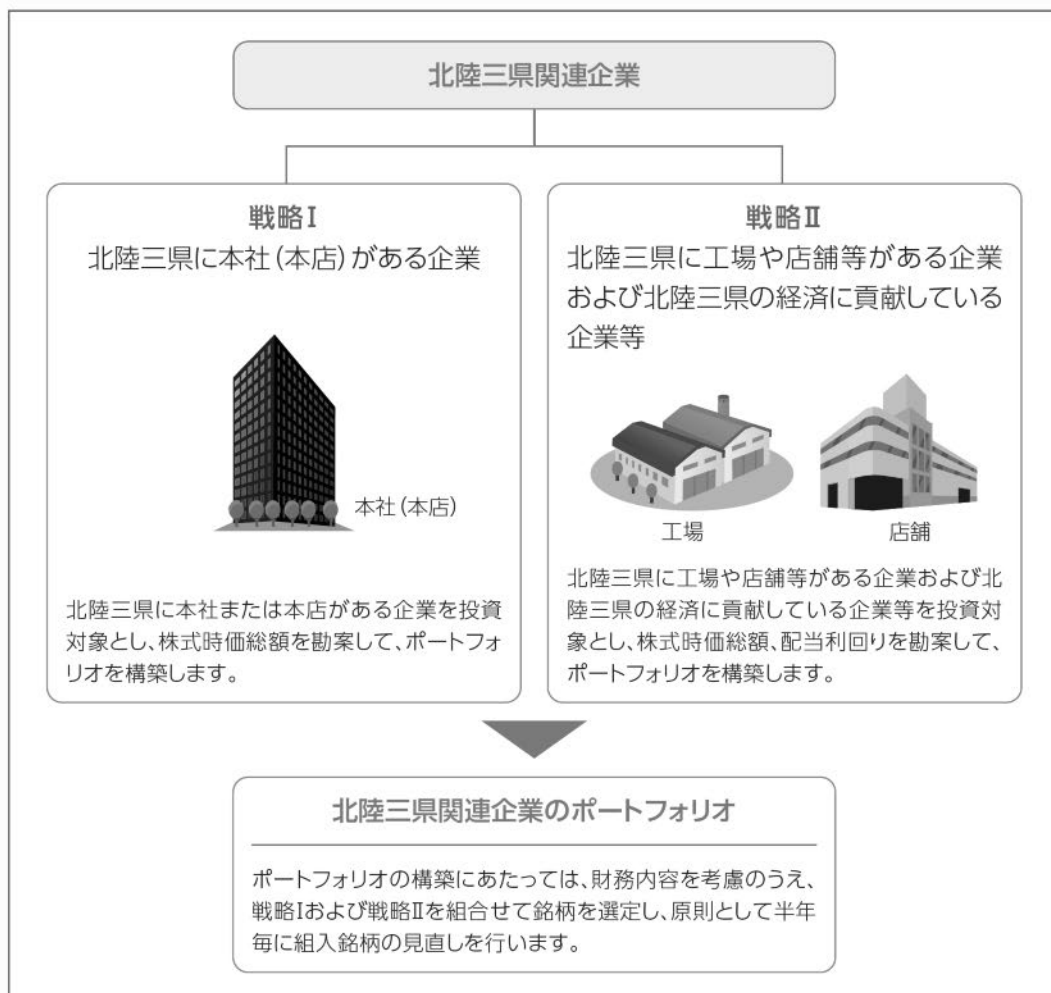 北陸三県関連企業
戦略Ⅰ
北陸三県に本社(本店)がある企業
本社(本店)
北陸三県に本社または本店がある企業を投資
対象とし、株式時価総額を勘案して、ポートフォ
リオを構築します。
戦略Ⅱ
北陸三県に工場や店舗等がある企業
および北陸三県の経済に貢献している
企業等
工場
店舗
北陸三県に工場や店舗等がある企業および北
陸三県の経済に貢献している企業等を投資対
象とし、株式時価総額、配当利回りを勘案して、
ポートフォリオを構築します。
北陸三県関連企業のポートフォリオ
ポートフォリオの構築にあたっては、財務内容を考慮のうえ、
戦略Ⅰおよび戦略Ⅱを組合せて銘柄を選定し、原則として半年
毎に組入銘柄の見直しを行います。